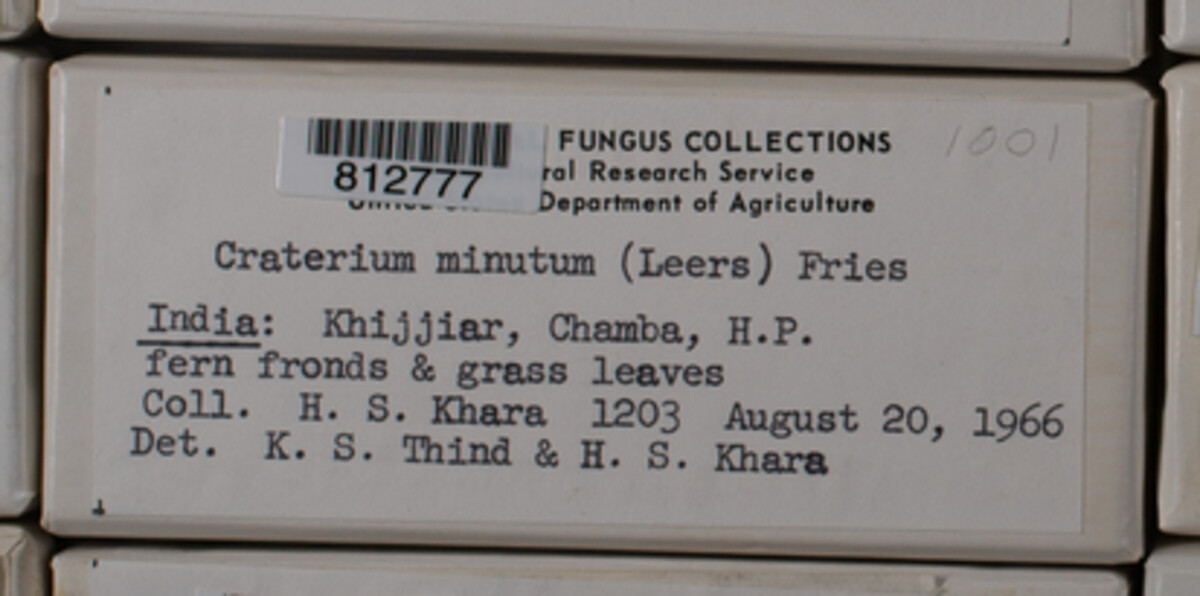 FUNGUS COLLECTIONS 1001
812777
Research Service
Department of Agriculture
Craterium minutum (Leers) Fries
India: Khijjiar, Chamba, H.P.
fern fronds & grass leaves
Coll. H. S. Khara 1203 August 20, 1966
Det. K. S. Thind & H. S. Khara